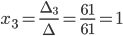 x₃ = Δ₃/Δ = 61/61 = 1